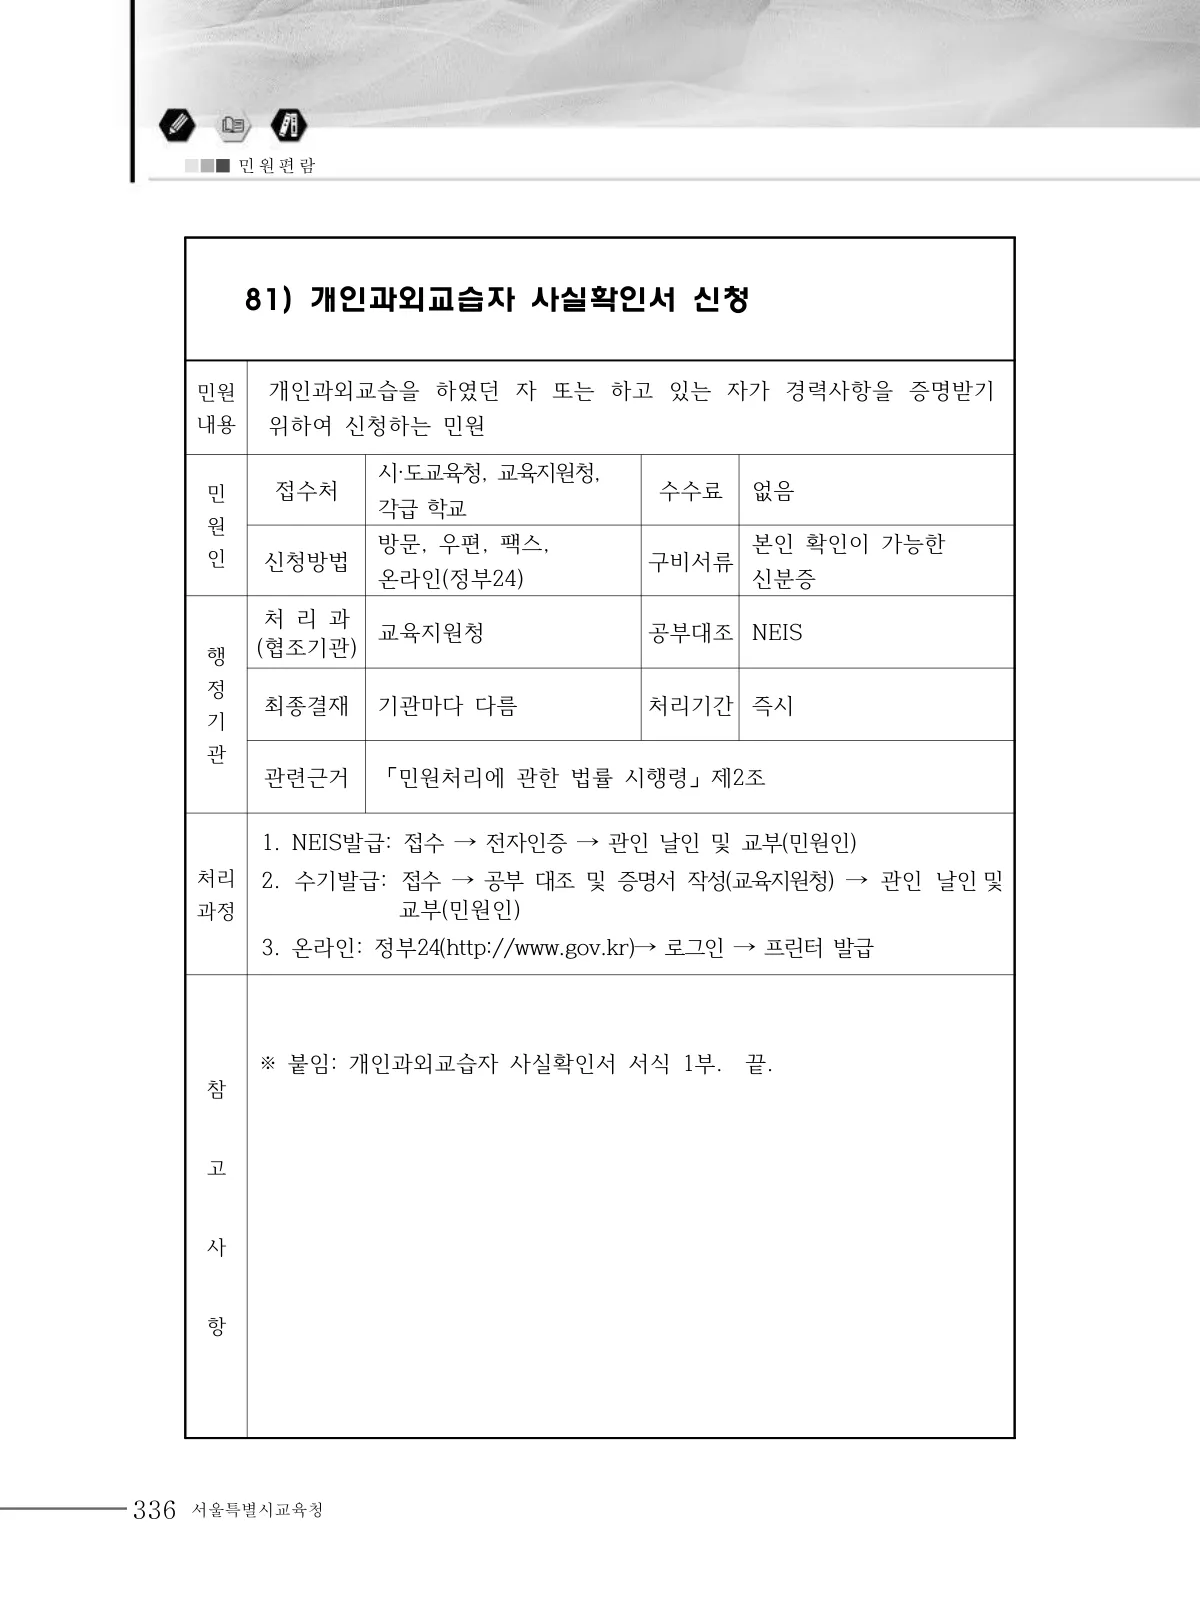 민원편람
81) 개인과외교습자 사실확인서 신청
민원
내용
개인과외교습을 하였던 자 또는 하고 있는 자가 경력사항을 증명받기
위하여 신청하는 민원
민
원
인
접수처
시·도교육청, 교육지원청,
각급 학교
수수료
없음
신청방법
방문, 우편, 팩스,
온라인(정부24)
구비서류
본인 확인이 가능한
신분증
행
정
기
관
처 리 과
(협조기관)
교육지원청
공부대조
NEIS
최종결재
기관마다 다름
처리기간
즉시
관련근거
「민원처리에 관한 법률 시행령」제2조
처리
과정
1. NEIS발급: 접수 → 전자인증 → 관인 날인 및 교부(민원인)
2. 수기발급: 접수 → 공부 대조 및 증명서 작성(교육지원청) → 관인 날인 및
교부(민원인)
3. 온라인: 정부24(http://www.gov.kr)→ 로그인 → 프린터 발급
참
고
사
항
※ 붙임: 개인과외교습자 사실확인서 서식 1부. 끝.
336 서울특별시교육청